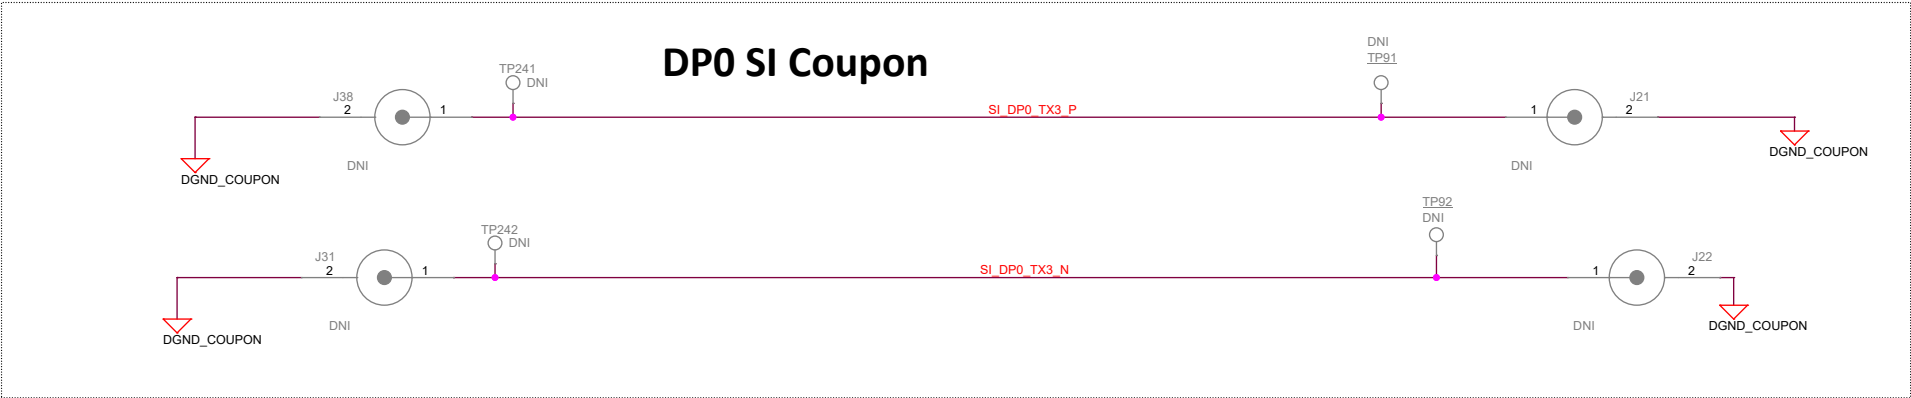 DP0 SI Coupon
DNI
TP91
TP241
DNI
J38
2
1
SI_DP0_TX3_P
1
J21
2
DNI
DNI
DGND_COUPON
DGND_COUPON
TP92
DNI
TP242
DNI
J31
2
1
SI_DP0_TX3_N
1
J22
2
DNI
DNI
DGND_COUPON
DGND_COUPON